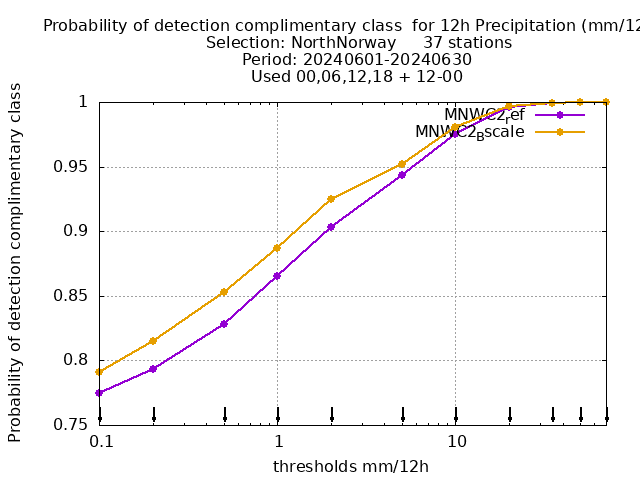 Probability of detection complimentary class  for 12h Precipitation (mm/12
Selection: NorthNorway     37 stations
Period: 20240601-20240630
Used 00,06,12,18 + 12-00
Probability of detection complimentary class
1
0.95
0.9
0.85
0.8
0.75
MNWC2ref
MNWC2Bscale
0.1
1
10
thresholds mm/12h